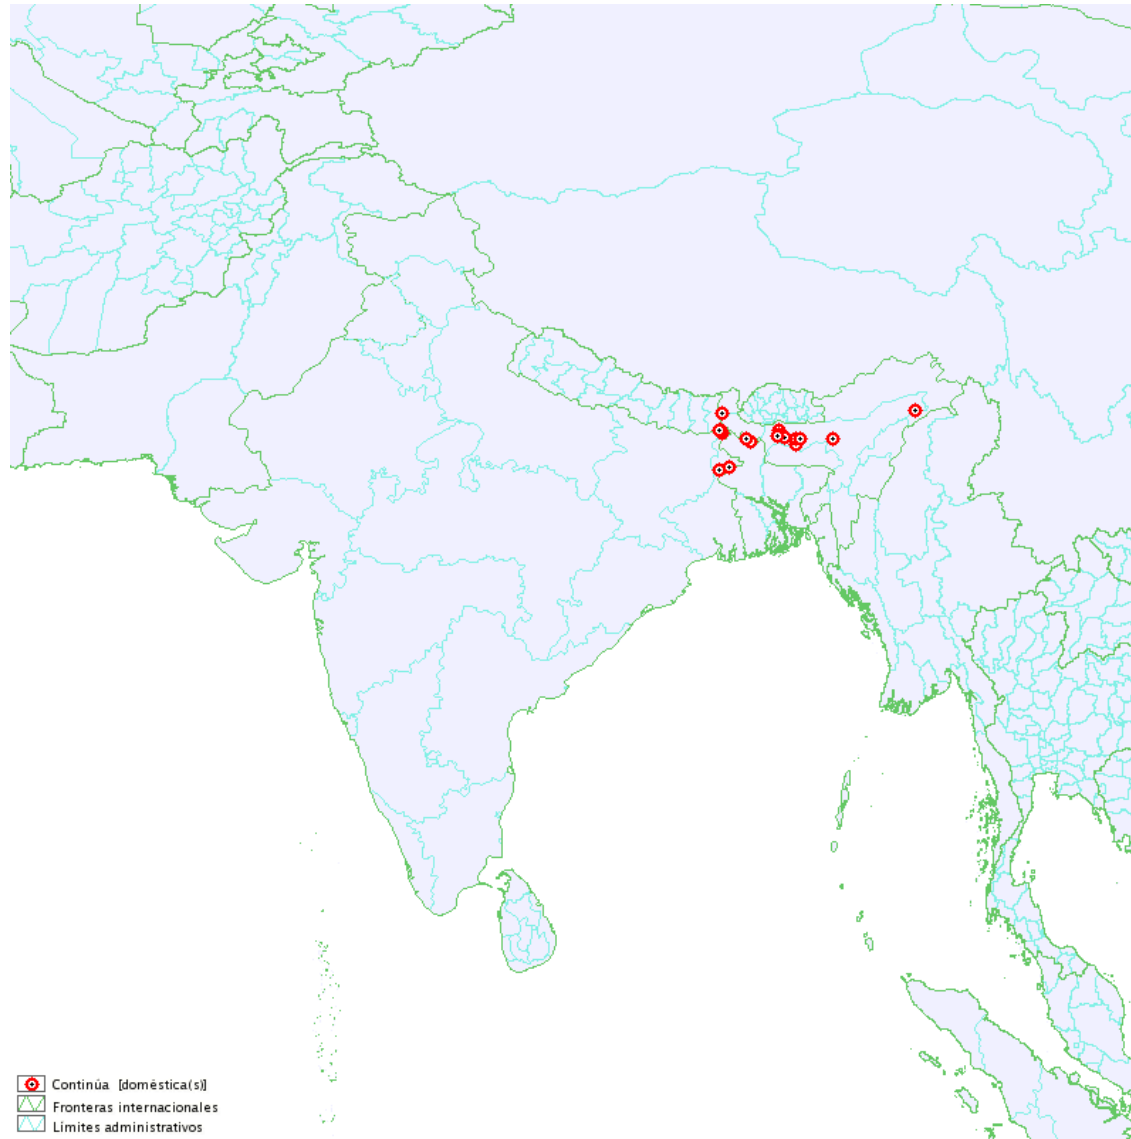 Continúa [doméstica(s)]
Fronteras internacionales
Límites administrativos